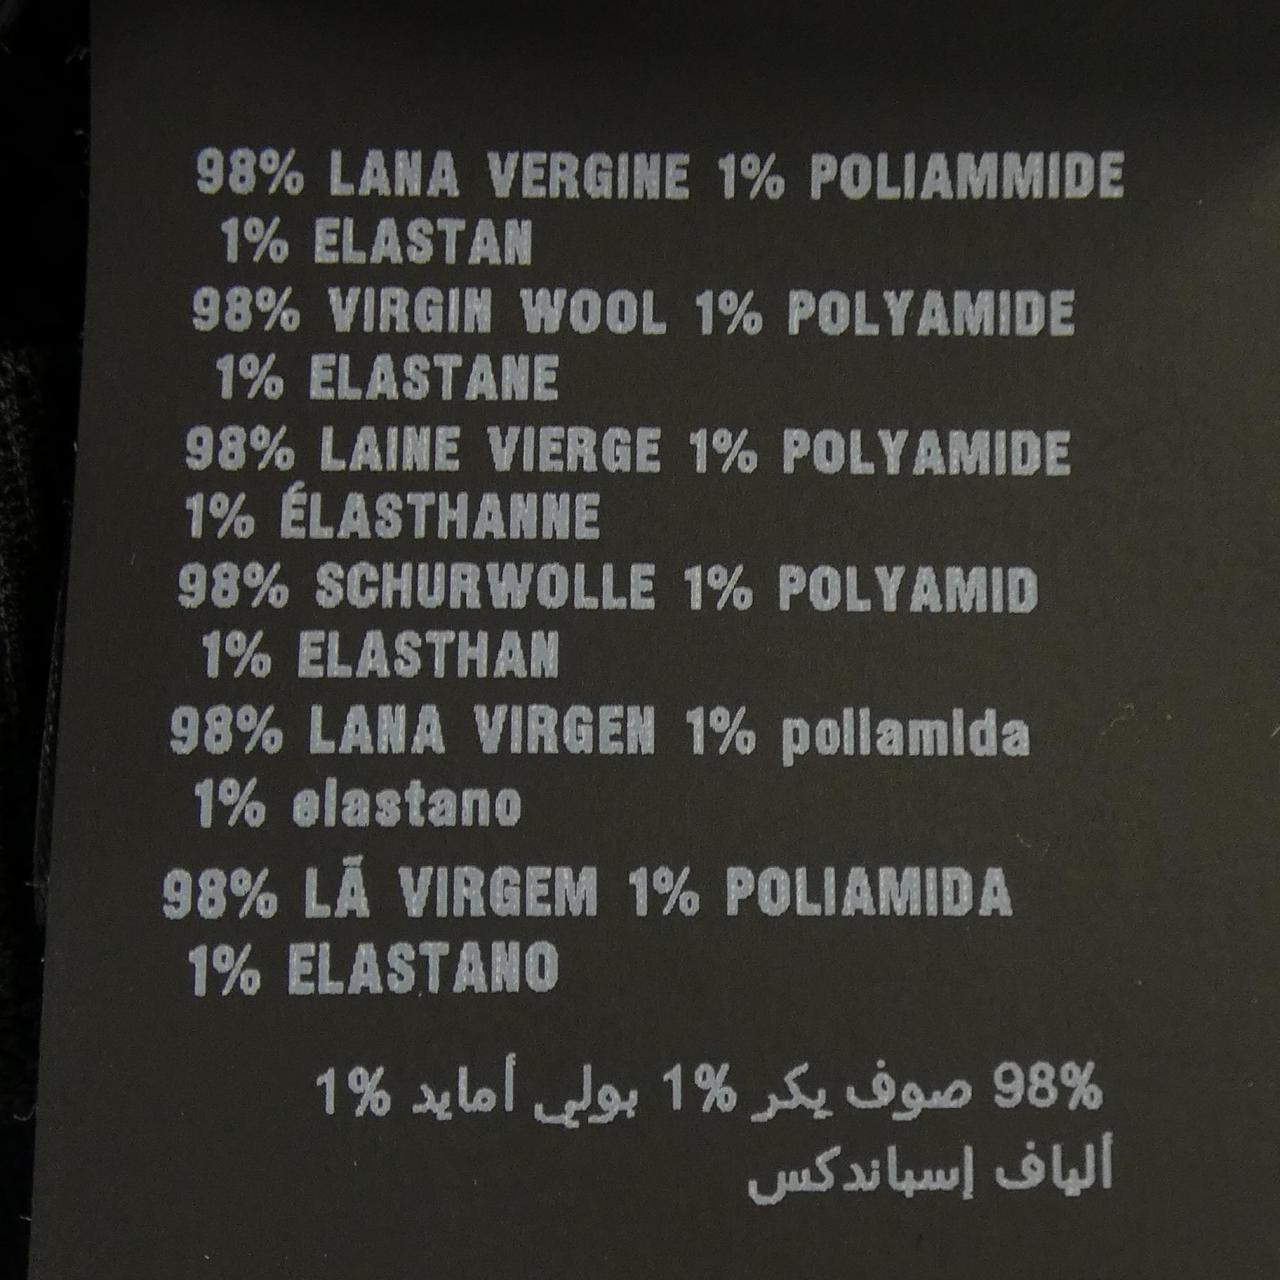 98% LANA VERGINE 1% POLIAMMIDE
1% ELASTAN
98% VIRGIN WOOL 1% POLYAMIDE
1% ELASTANE
98% LAINE VIERGE 1% POLYAMIDE
1% ÉLASTHANNE
98% SCHURWOLLE 1% POLYAMID
1% ELASTHAN
98% LANA VIRGEN 1% poliamida
1% elastano
98% LÃ VIRGEM 1% POLIAMIDA
1% ELASTANO
98% صوف يكر 1% بولي أمايد 1%
ألياف إسباندكس